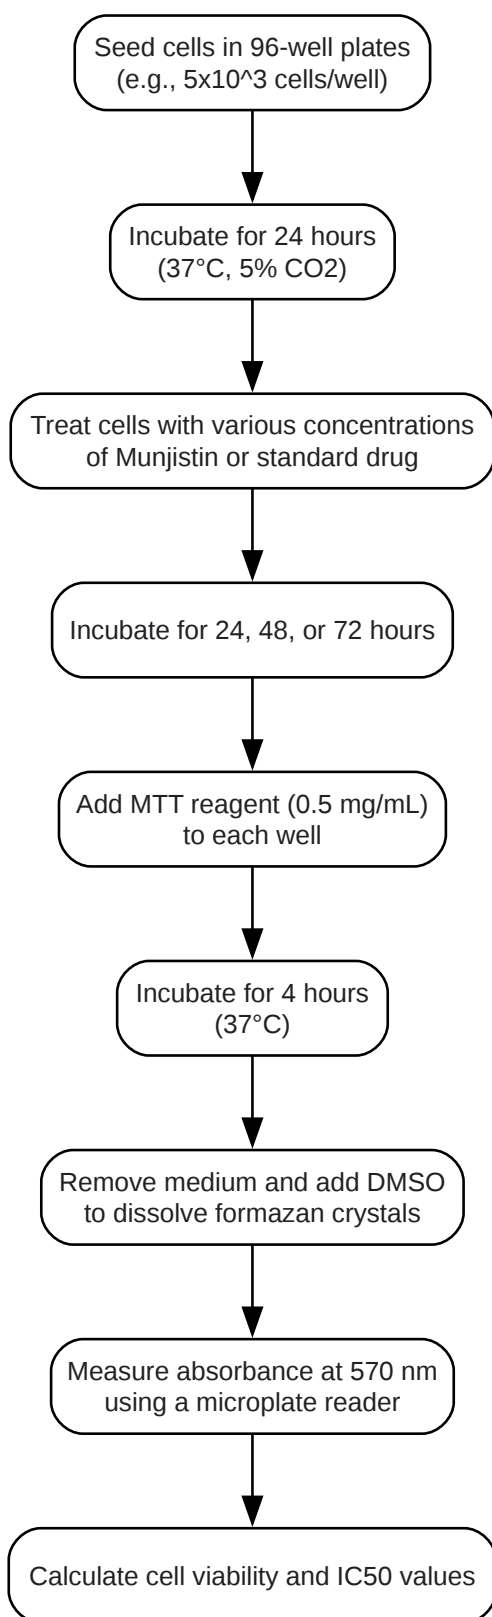 Seed cells in 96-well plates
(e.g., 5x10^3 cells/well)
Incubate for 24 hours
(37°C, 5% CO2)
Treat cells with various concentrations
of Munjistin or standard drug
Incubate for 24, 48, or 72 hours
Add MTT reagent (0.5 mg/mL)
to each well
Incubate for 4 hours
(37°C)
Remove medium and add DMSO
to dissolve formazan crystals
Measure absorbance at 570 nm
using a microplate reader
Calculate cell viability and IC50 values